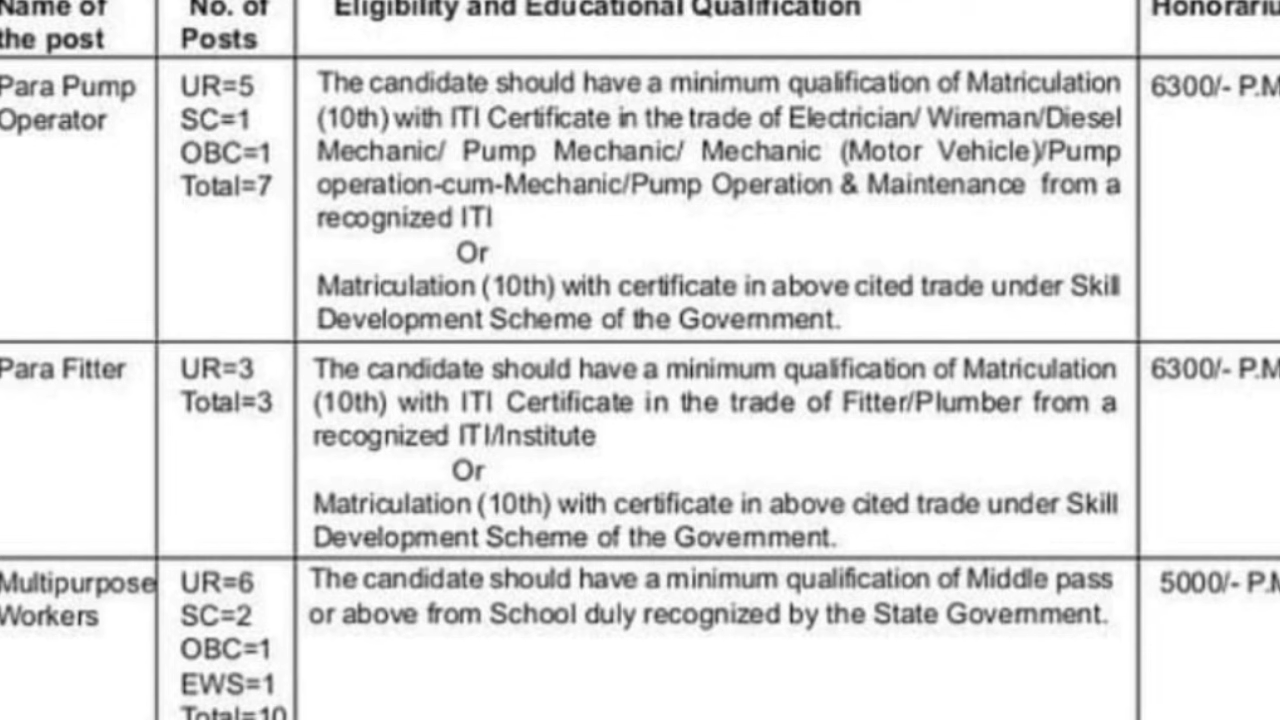 Name of
the post
No. of
Posts
Eligibility and Educational Qualification
Para Pump
Operator
UR=5
SC=1
OBC=1
Total=7
The candidate should have a minimum qualification of Matriculation
(10th) with ITI Certificate in the trade of Electrician/ Wireman/Diesel
Mechanic/ Pump Mechanic/ Mechanic (Motor Vehicle)/Pump
operation-cum-Mechanic/Pump Operation & Maintenance from a
recognized ITI
Or
Matriculation (10th) with certificate in above cited trade under Skill
Development Scheme of the Government.
6300/- P.M
Para Fitter
UR=3
Total=3
The candidate should have a minimum qualification of Matriculation
(10th) with ITI Certificate in the trade of Fitter/Plumber from a
recognized ITI/Institute
Or
Matriculation (10th) with certificate in above cited trade under Skill
Development Scheme of the Government.
6300/- P.M
Multipurpose
Workers
UR=6
SC=2
OBC=1
EWS=1
Total=10
The candidate should have a minimum qualification of Middle pass
or above from School duly recognized by the State Government.
5000/- P.M